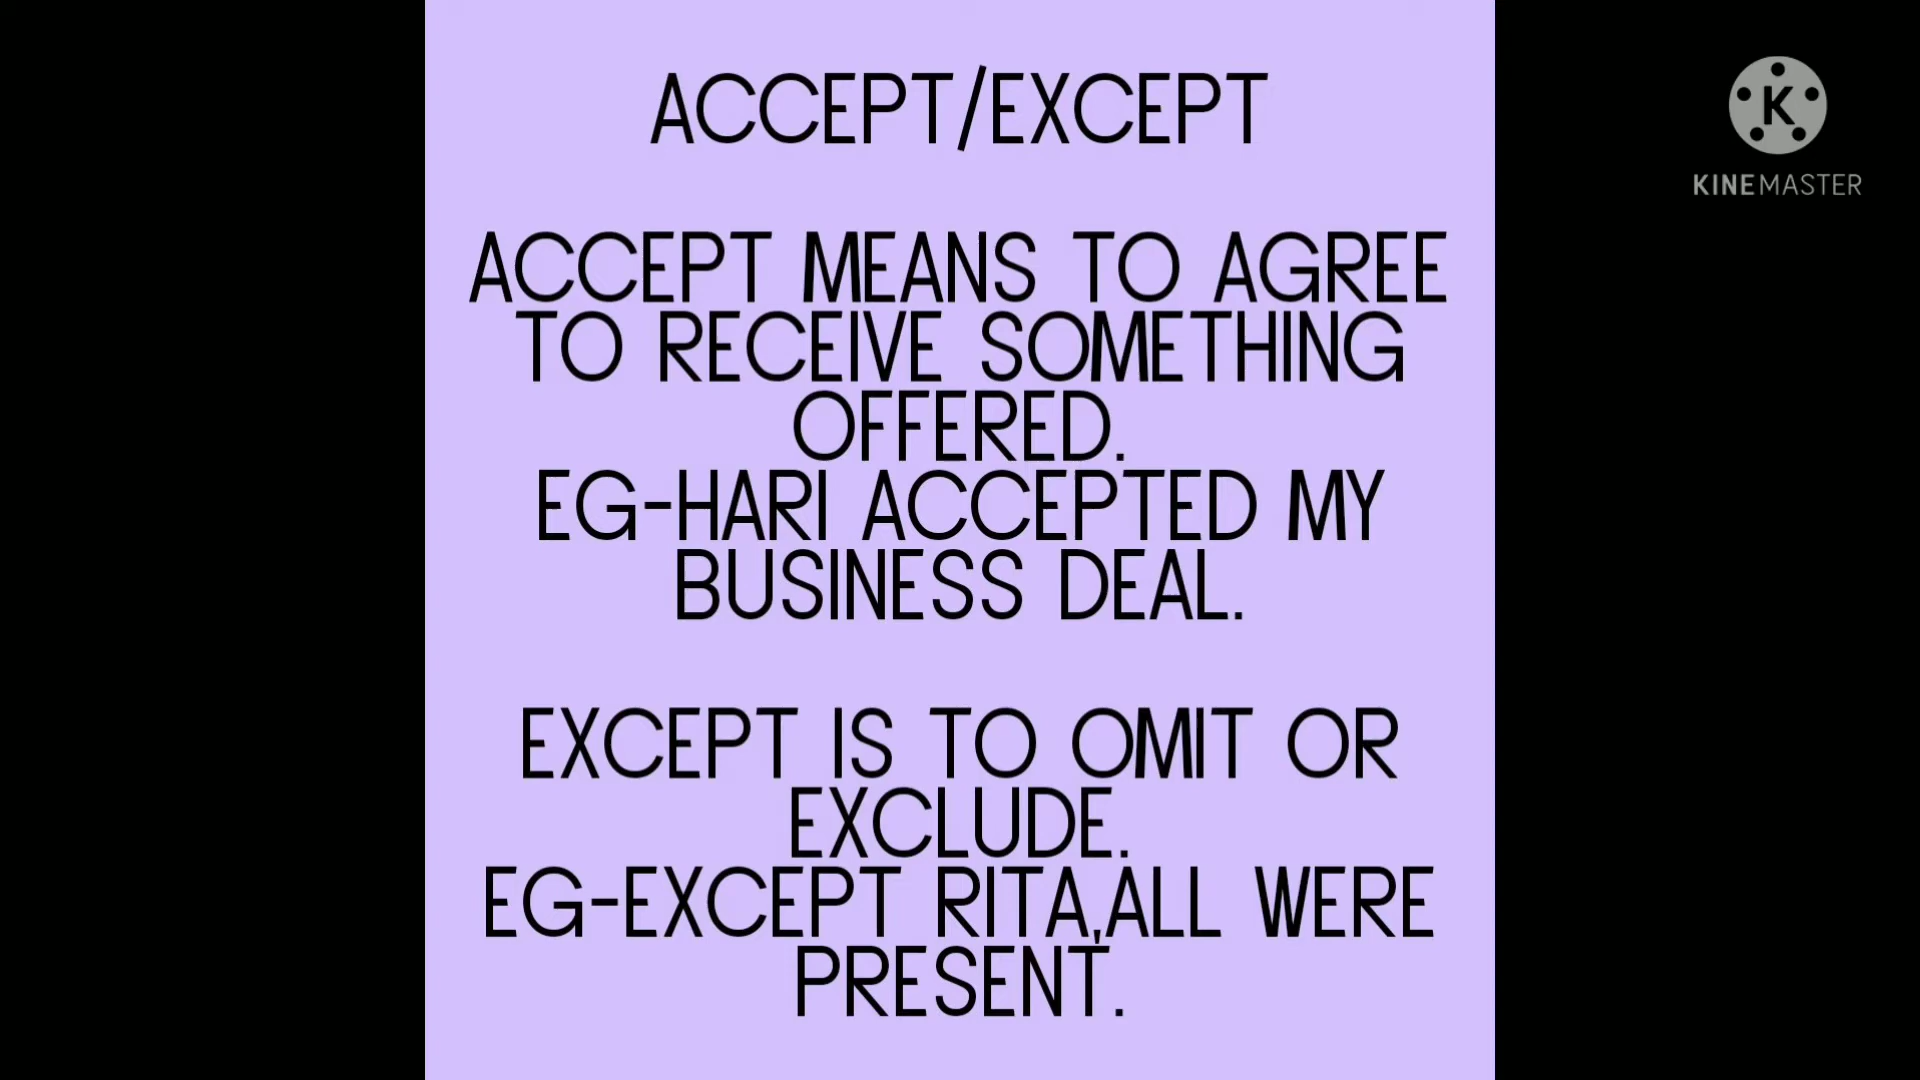 ACCEPT/EXCEPT
ACCEPT MEANS TO AGREE
TO RECEIVE SOMETHING
OFFERED.
EG-HARI ACCEPTED MY
BUSINESS DEAL.
EXCEPT IS TO OMIT OR
EXCLUDE.
EG-EXCEPT RITA,ALL WERE
PRESENT.
K
KINEMASTER